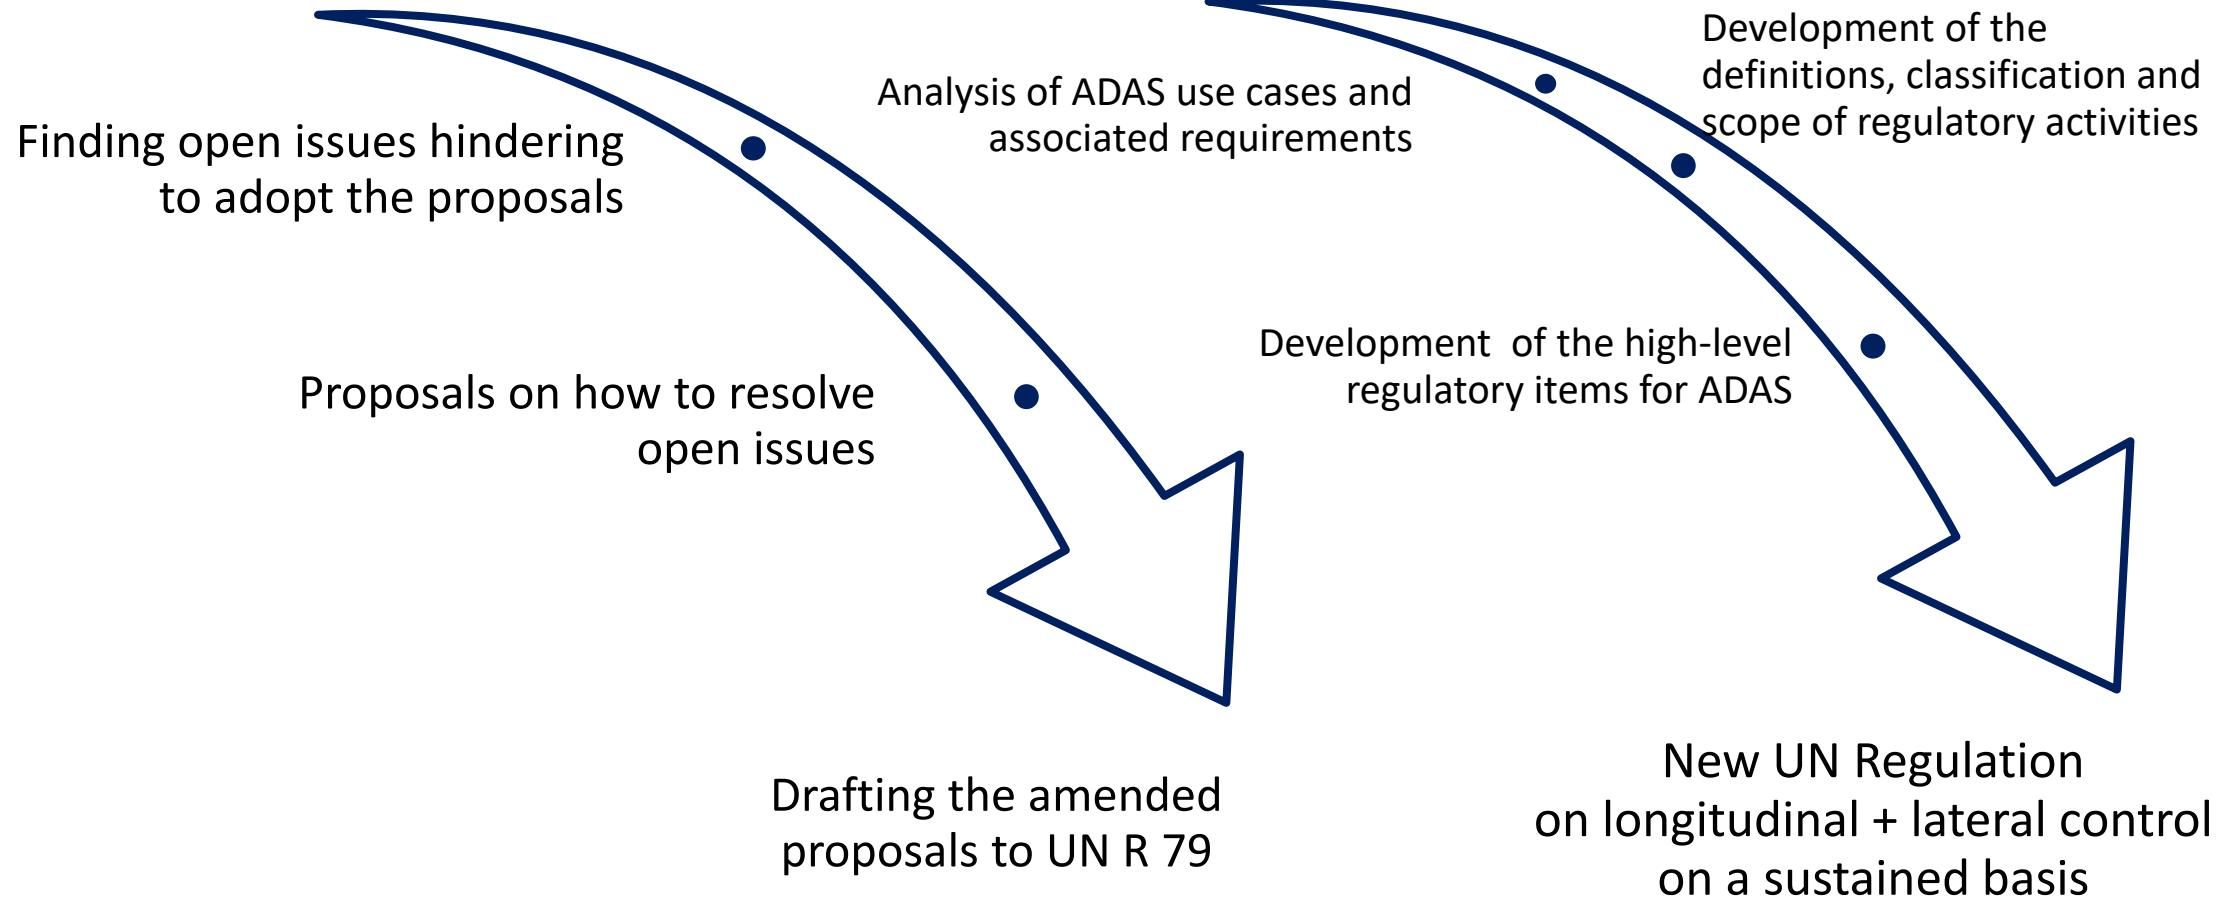 Finding open issues hindering
to adopt the proposals
Proposals on how to resolve
open issues
Drafting the amended
proposals to UN R 79
Analysis of ADAS use cases and
associated requirements
Development of the
definitions, classification and
scope of regulatory activities
Development  of the high-level
regulatory items for ADAS
New UN Regulation
on longitudinal + lateral control
on a sustained basis